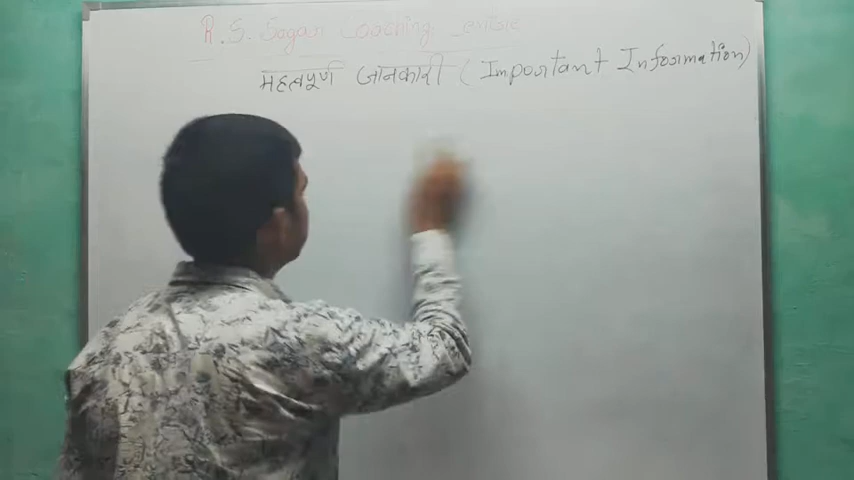 R.S. Sagar Coaching
महत्वपूर्ण जानकारी (Important Information)